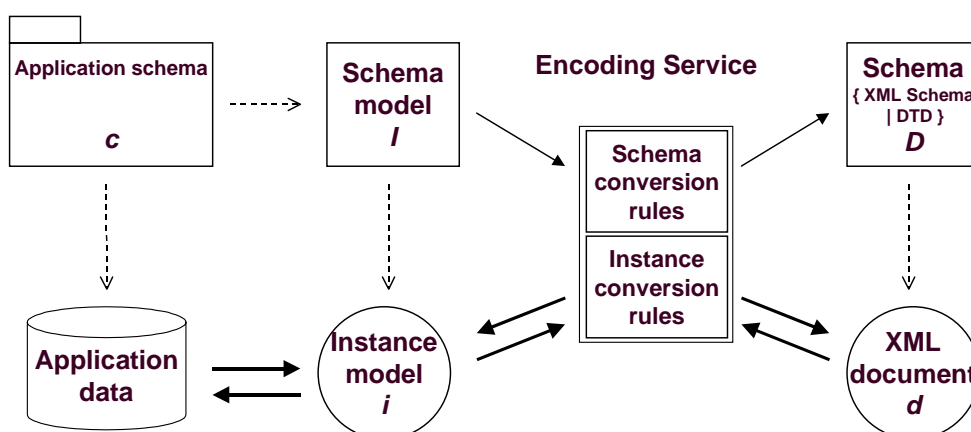 Application schema
c
Schema
model
I
Encoding Service
Schema
{ XML Schema
| DTD }
D
Schema
conversion
rules
Instance
conversion
rules
Application
data
Instance
model
i
XML
document
d